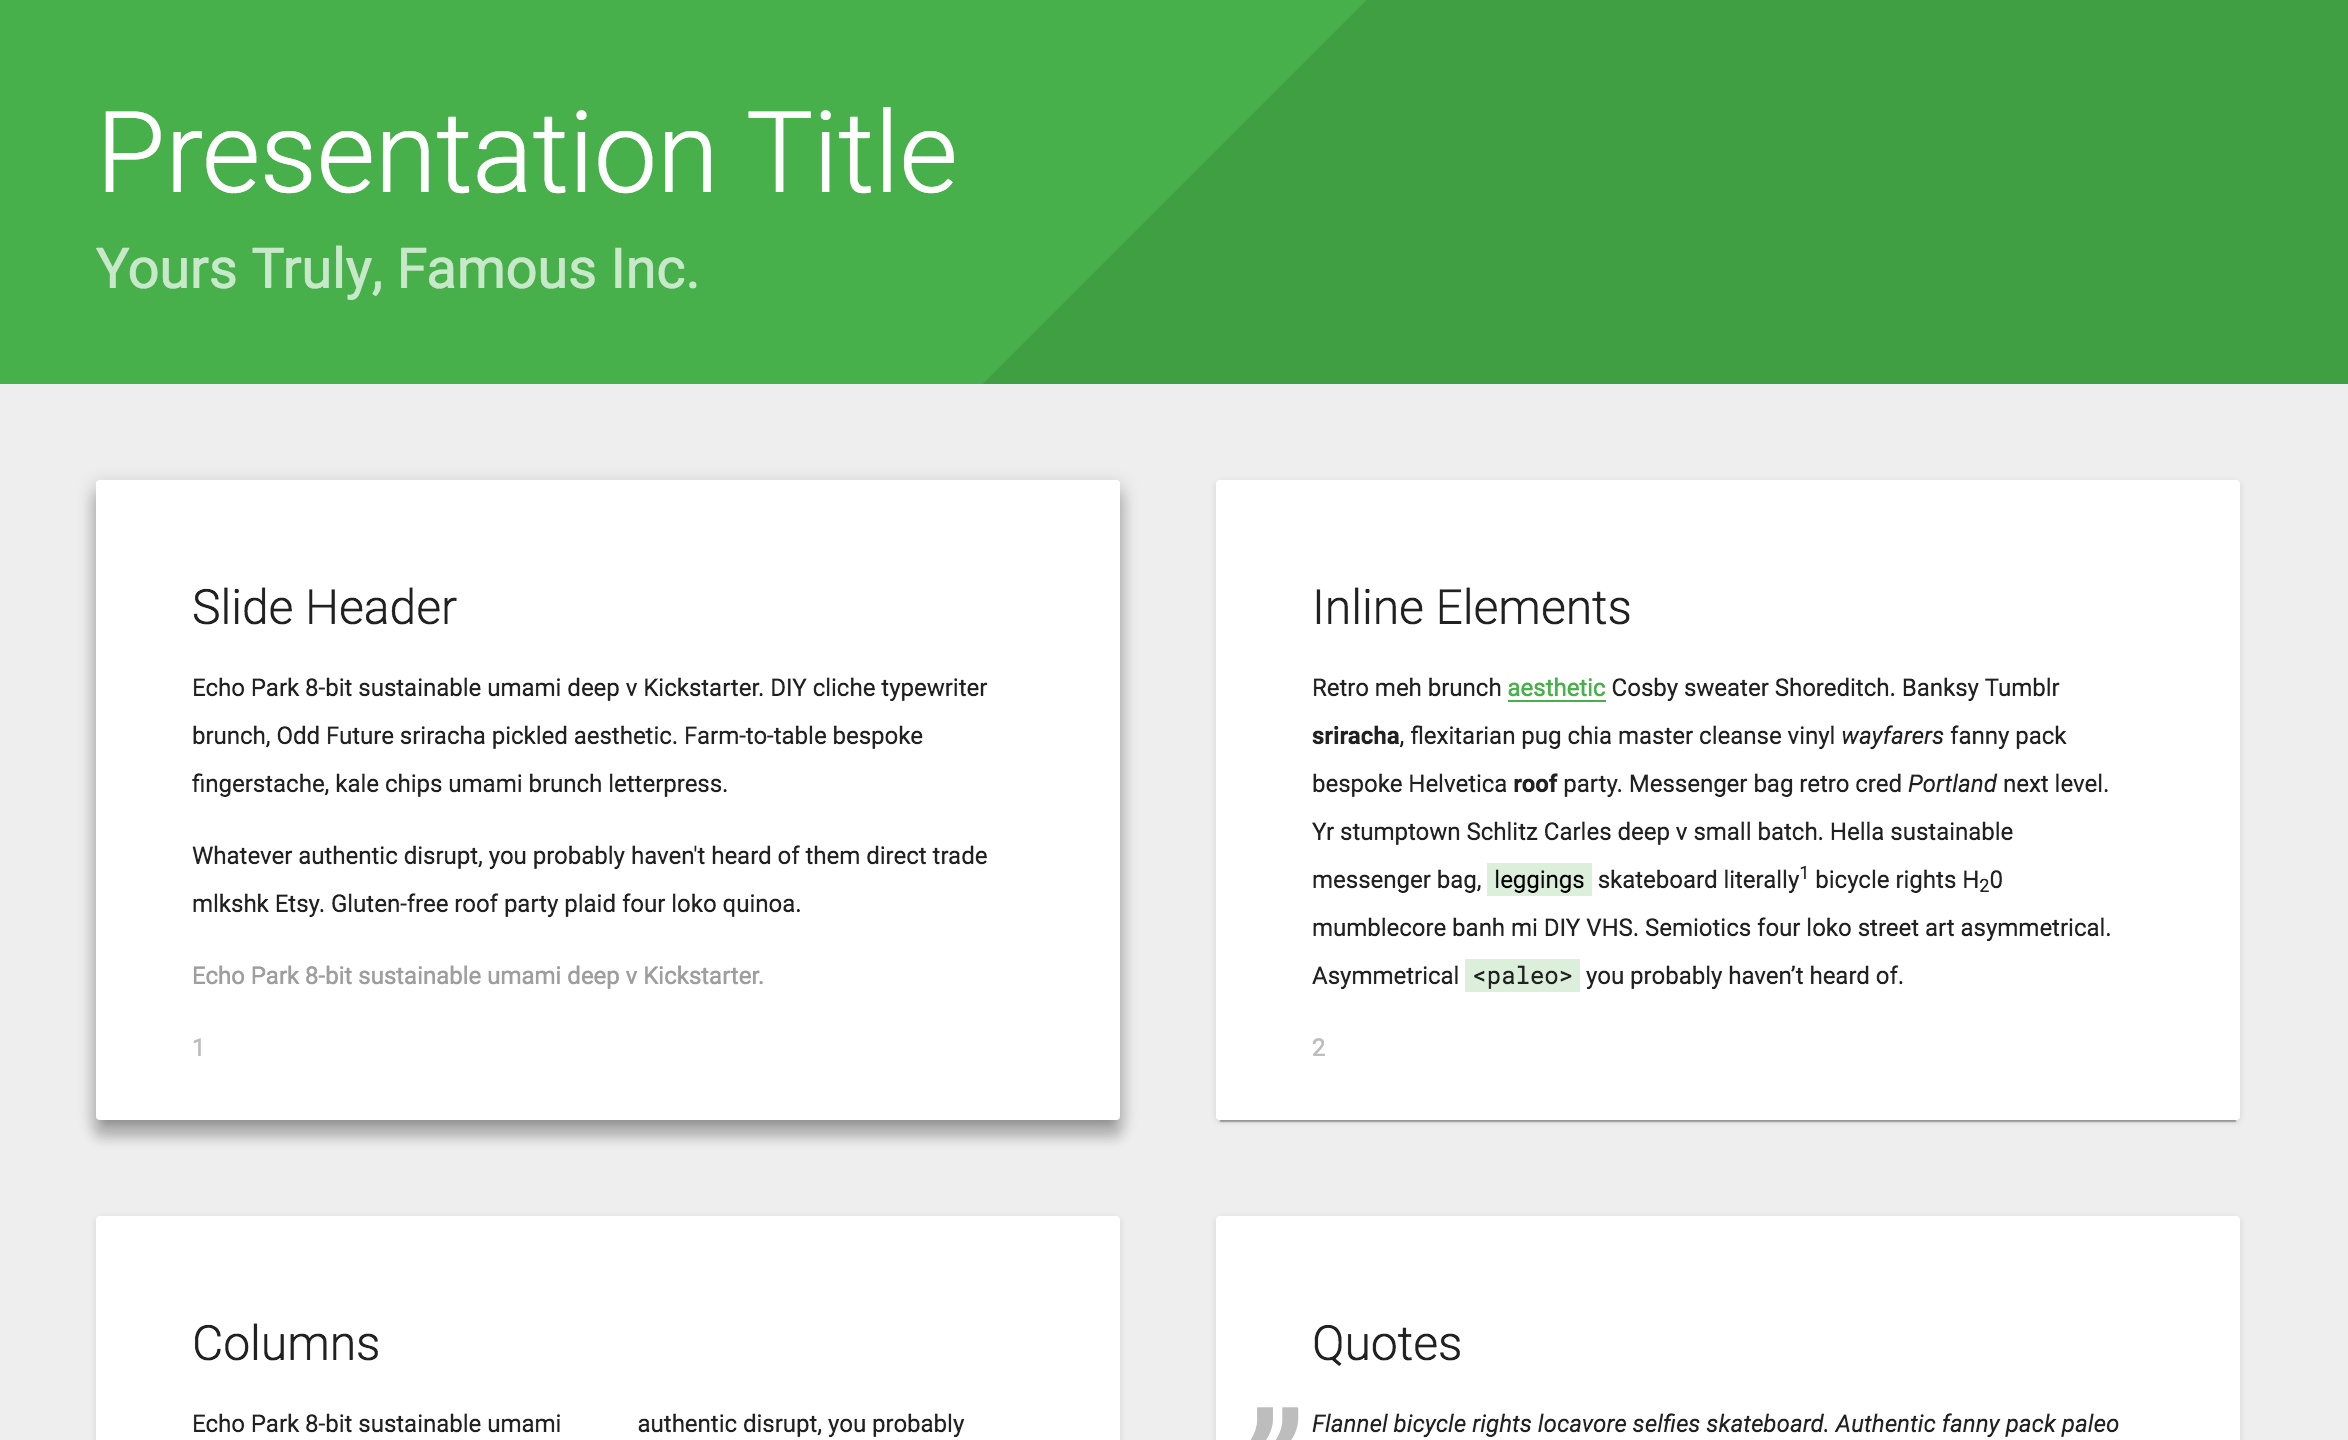 Presentation Title
Yours Truly, Famous Inc.
Slide Header
Echo Park 8-bit sustainable umami deep v Kickstarter. DIY cliche typewriter
brunch, Odd Future sriracha pickled aesthetic. Farm-to-table bespoke
fingerstache, kale chips umami brunch letterpress.
Whatever authentic disrupt, you probably haven't heard of them direct trade
mlkshk Etsy. Gluten-free roof party plaid four loko quinoa.
Echo Park 8-bit sustainable umami deep v Kickstarter.
1
Inline Elements
Retro meh brunch aesthetic Cosby sweater Shoreditch. Banksy Tumblr
sriracha, flexitarian pug chia master cleanse vinyl wayfarers fanny pack
bespoke Helvetica roof party. Messenger bag retro cred Portland next level.
Yr stumptown Schlitz Carles deep v small batch. Hella sustainable
messenger bag, leggings skateboard literally¹ bicycle rights H₂0
mumblecore banh mi DIY VHS. Semiotics four loko street art asymmetrical.
Asymmetrical <paleo> you probably haven’t heard of.
2
Columns
Echo Park 8-bit sustainable umami
authentic disrupt, you probably
Quotes
” Flannel bicycle rights locavore selfies skateboard. Authentic fanny pack paleo